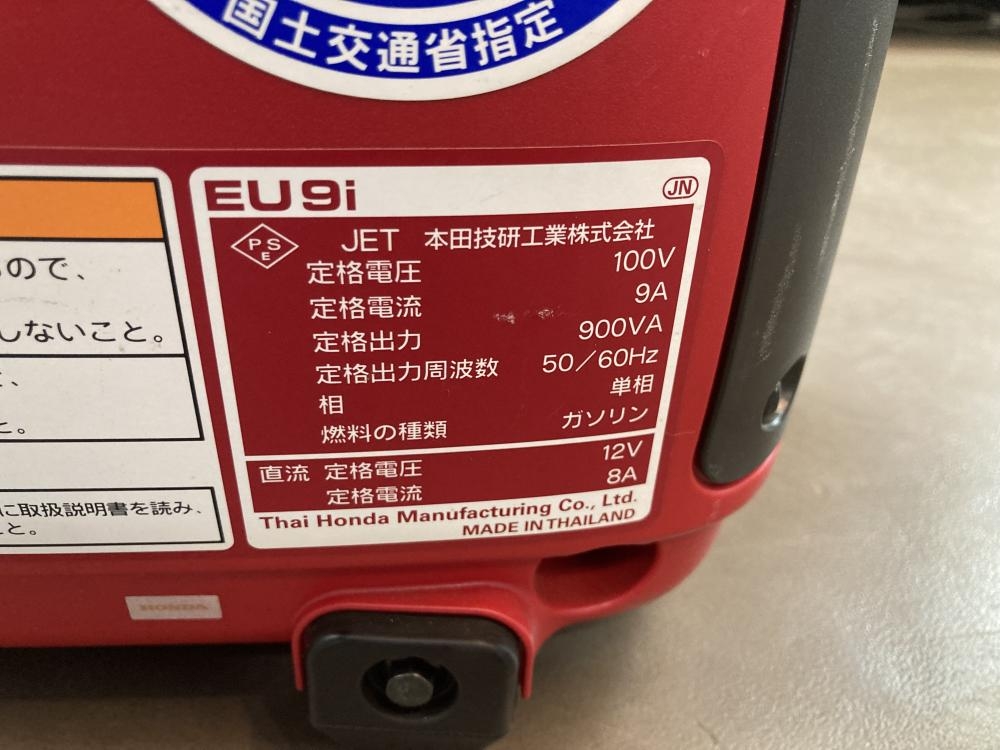 国土交通省指定
EU9i
JN
PSE JET 本田技研工業株式会社
定格電圧 100V
定格電流 9A
定格出力 900VA
定格出力周波数 50/60Hz
相 単相
燃料の種類 ガソリン
直流 定格電圧 12V
定格電流 8A
Thai Honda Manufacturing Co., Ltd.
MADE IN THAILAND
ので、
しないこと。
、
こと。
に取扱説明書を読み、
こと。
HONDA